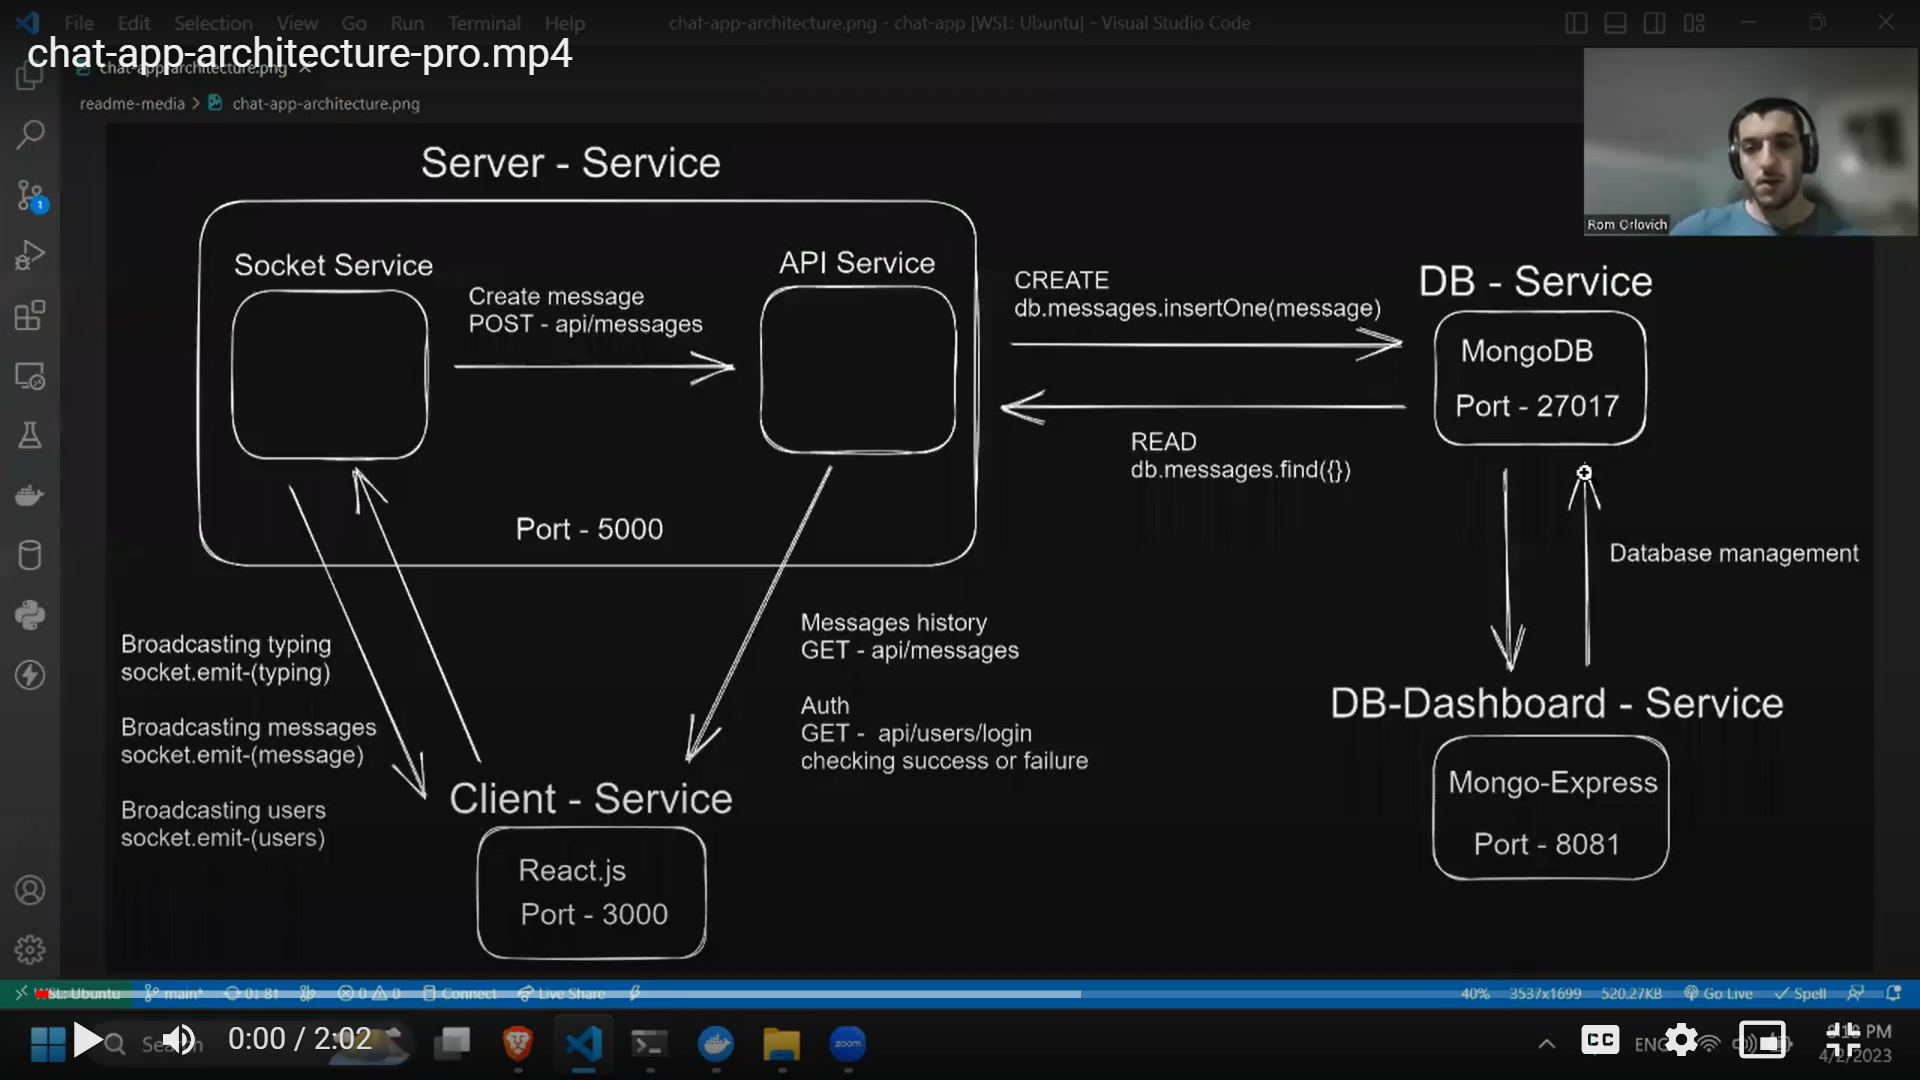 File Edit Selection View Go Run Terminal Help
chat-app-architecture.png - chat-app [WSL: Ubuntu] - Visual Studio Code
chat-app-architecture-pro.mp4
chat-app-architecture.png
readme-media > chat-app-architecture.png
Rom Orlovich
Server - Service
Socket Service
API Service
Create message
POST - api/messages
CREATE
db.messages.insertOne(message)
DB - Service
MongoDB
Port - 27017
READ
db.messages.find({})
Port - 5000
Database management
Broadcasting typing
socket.emit-(typing)
Broadcasting messages
socket.emit-(message)
Broadcasting users
socket.emit-(users)
Messages history
GET - api/messages
Auth
GET - api/users/login
checking success or failure
Client - Service
React.js
Port - 3000
DB-Dashboard - Service
Mongo-Express
Port - 8081
1
WSL: Ubuntu main* 0 0 Connect Live Share
40% 3537x1699 520.27KB Go Live Spell
0:00 / 2:02
zoom
CC
ENG
8:18 PM
4/2/2023